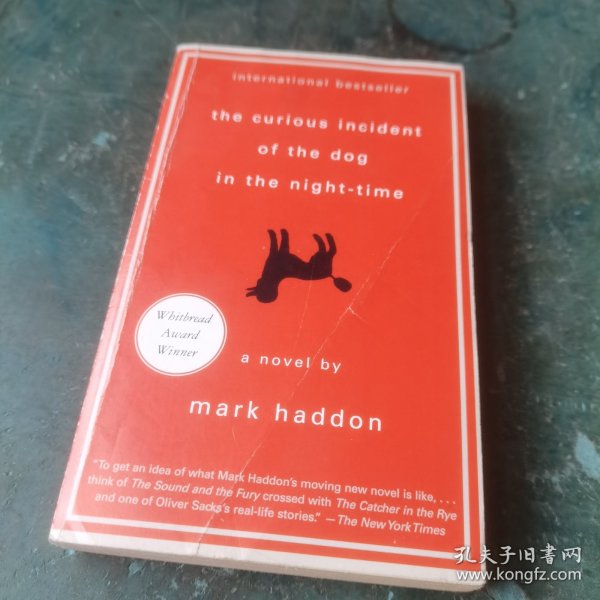 international bestseller
the curious incident
of the dog
in the night-time
Whitbread
Award
Winner
a novel by
mark haddon
"To get an idea of what Mark Haddon's moving new novel is like, . . .
think of The Sound and the Fury crossed with The Catcher in the Rye
and one of Oliver Sacks's real-life stories." —The New York Times
孔夫子旧書网
www.kongfz.com